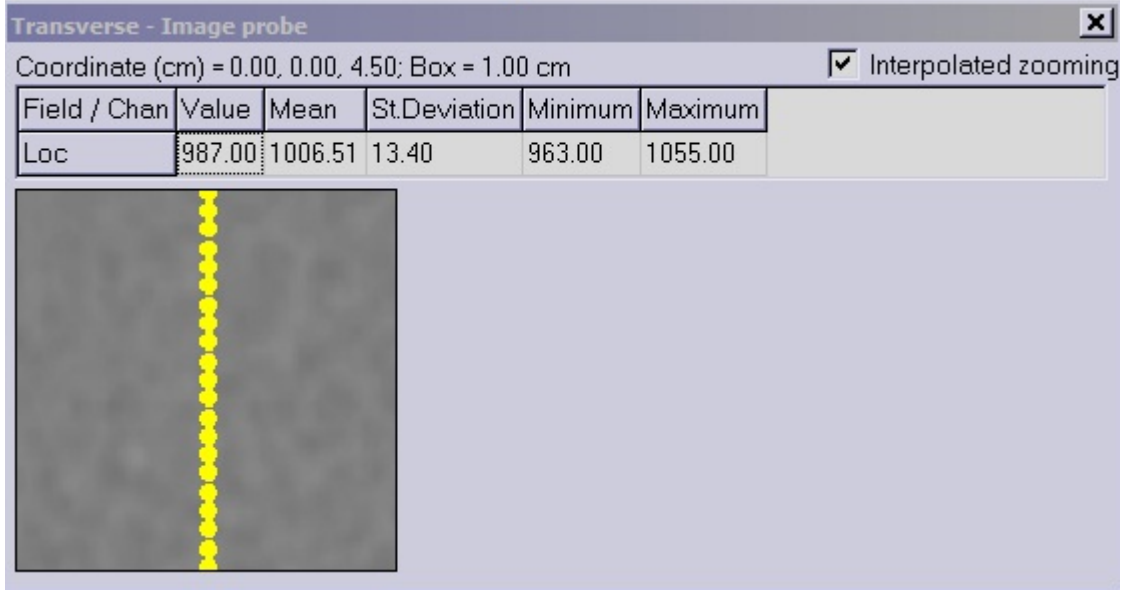 Transverse - Image probe
Coordinate (cm) = 0.00, 0.00, 4.50; Box = 1.00 cm Interpolated zooming
Field / Chan Value Mean St.Deviation Minimum Maximum
Loc 987.00 1006.51 13.40 963.00 1055.00